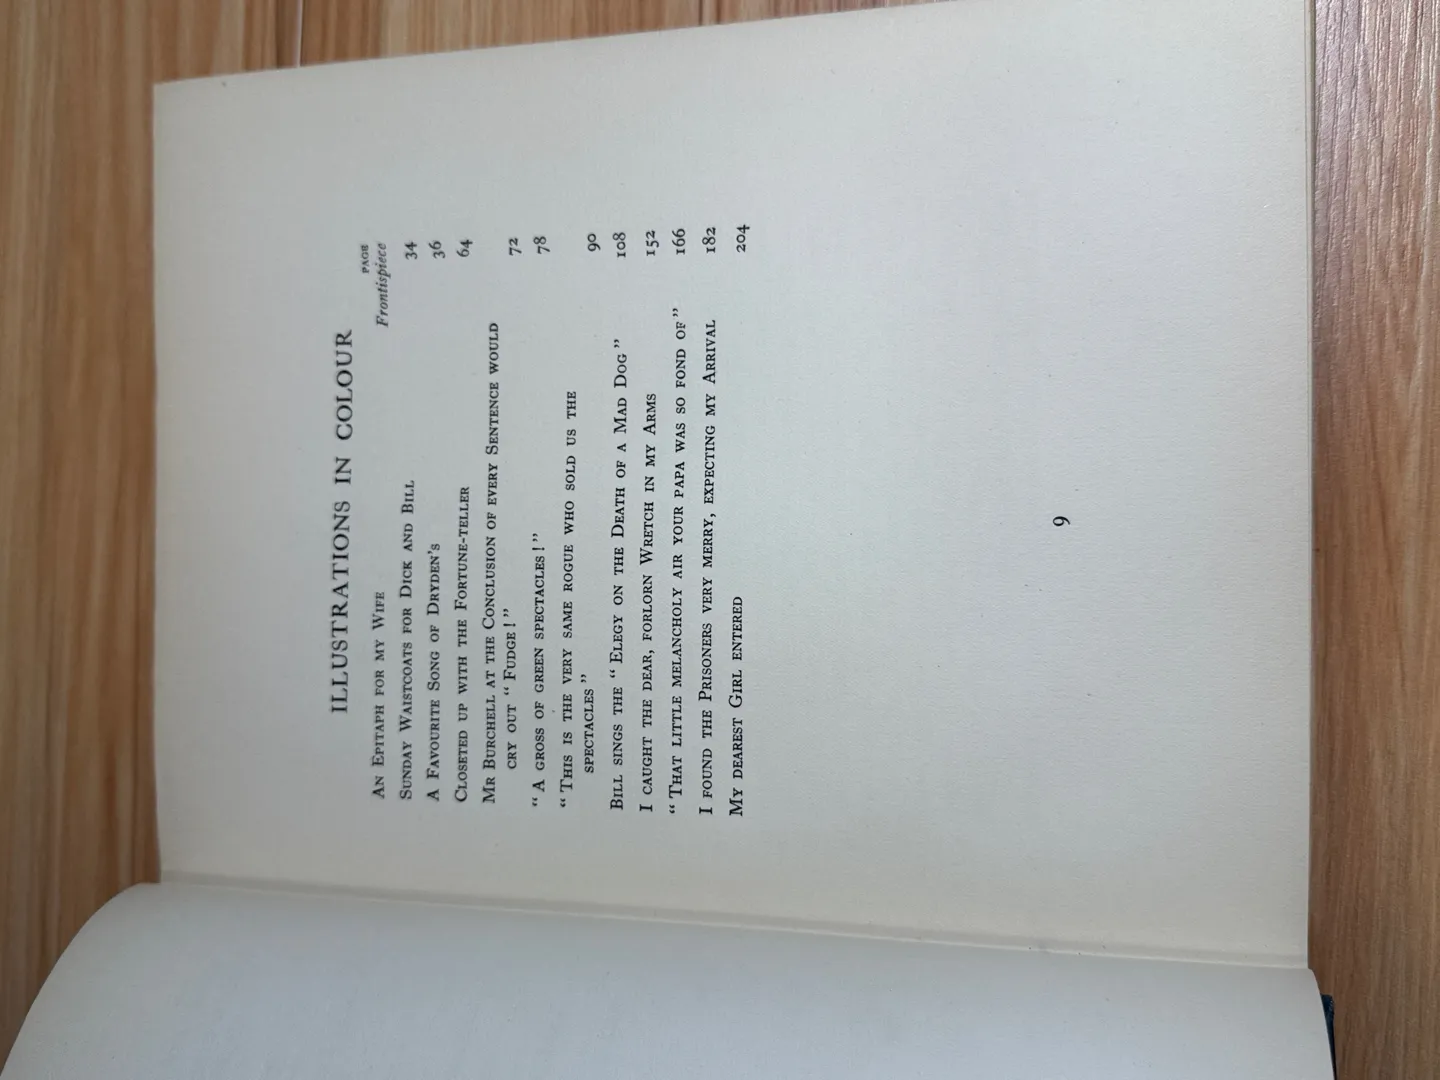 ILLUSTRATIONS IN COLOUR
PAGE
An Epitaph for my Wife Frontispiece
Sunday Waistcoats for Dick and Bill 34
A Favourite Song of Dryden's 36
Closeted up with the Fortune-teller 64
Mr Burchell at the Conclusion of every Sentence would
cry out “ Fudge ! ” 72
“ A gross of green spectacles ! ” 78
“ This is the very same rogue who sold us the
spectacles ” 90
Bill sings the “ Elegy on the Death of a Mad Dog ” 108
I caught the dear, forlorn Wretch in my Arms 152
“ That little melancholy air your papa was so fond of ” 166
I found the Prisoners very merry, expecting my Arrival 182
My dearest Girl entered 204
9